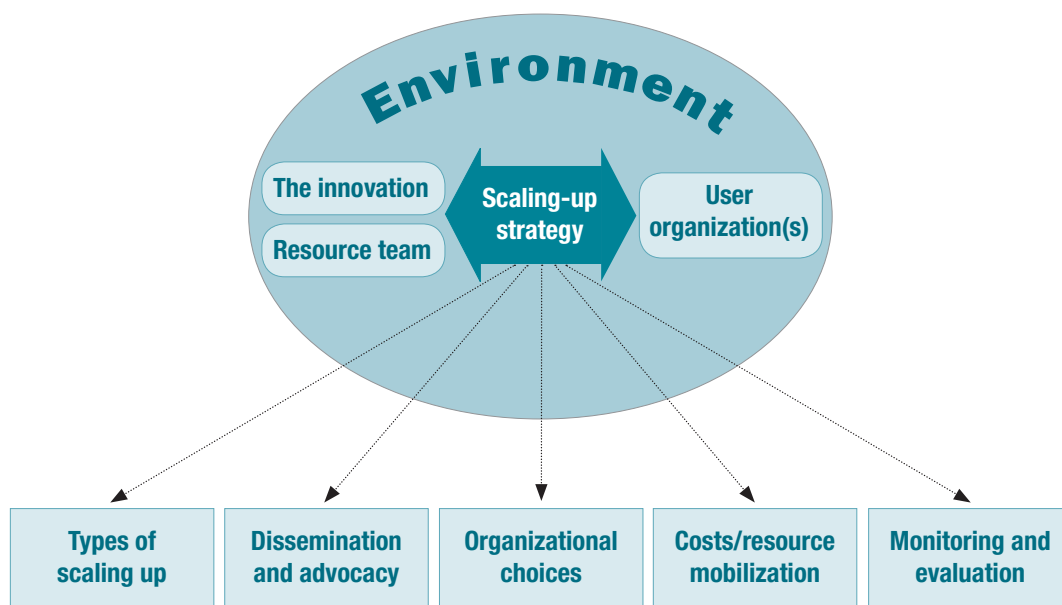 Environment
The innovation
Resource team
Scaling-up
strategy
User
organization(s)
Types of
scaling up
Dissemination
and advocacy
Organizational
choices
Costs/resource
mobilization
Monitoring and
evaluation